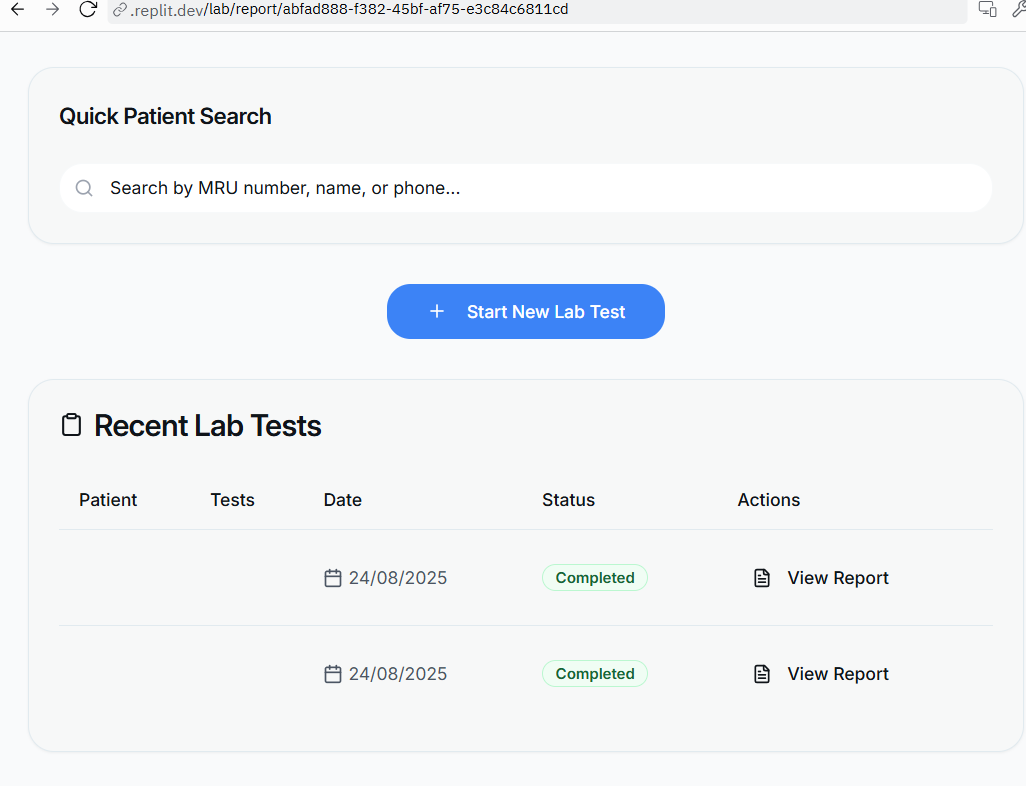 .replit.dev/lab/report/abfad888-f382-45bf-af75-e3c84c6811cd
Quick Patient Search
Search by MRU number, name, or phone...
Start New Lab Test
Recent Lab Tests
Patient Tests Date Status Actions
24/08/2025 Completed View Report
24/08/2025 Completed View Report